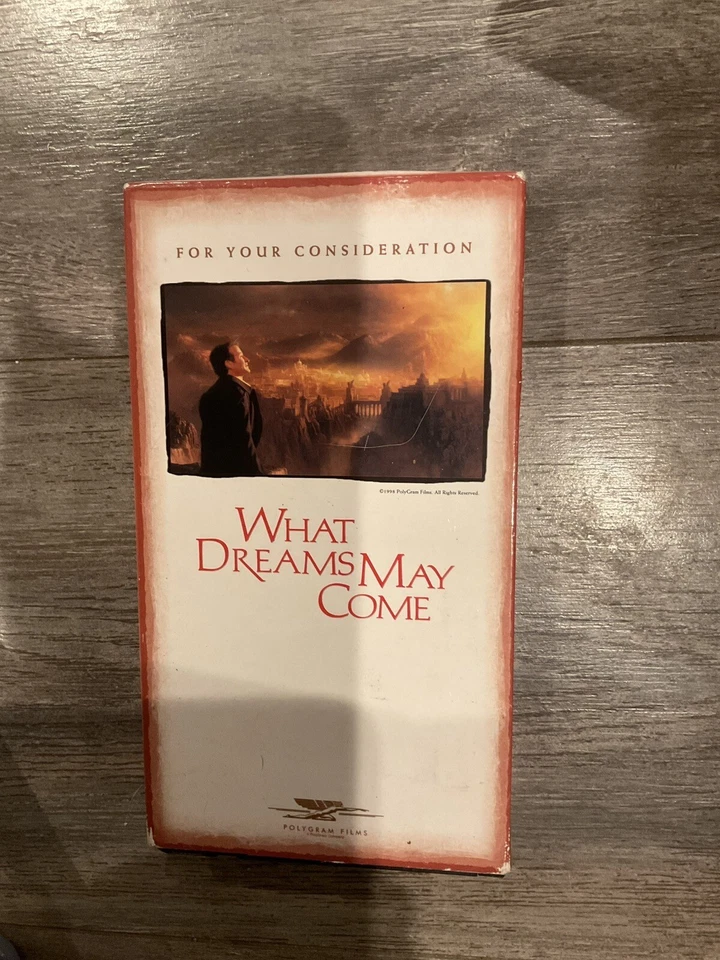 FOR YOUR CONSIDERATION
©1998 PolyGram Films. All Rights Reserved.
WHAT
DREAMS MAY
COME
POLYGRAM FILMS